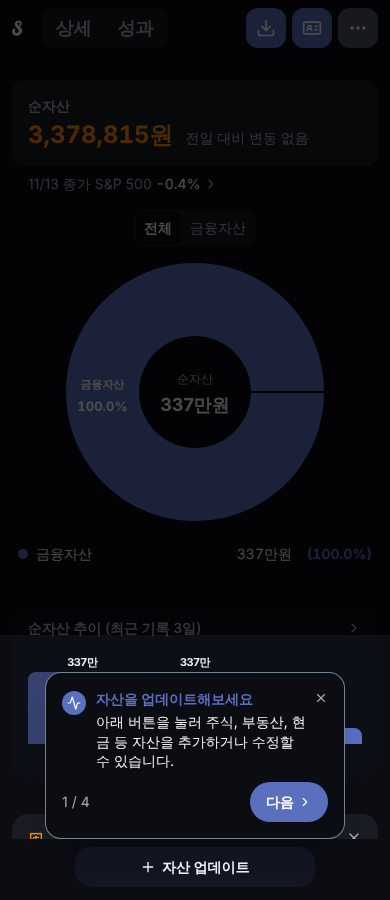 상세 성과
순자산
3,378,815원 전일 대비 변동 없음
11/13 종가 S&P 500 -0.4%
전체 금융자산
금융자산
100.0%
순자산
337만원
금융자산 337만원 (100.0%)
순자산 추이 (최근 기록 3일)
337만 337만
자산을 업데이트해보세요
아래 버튼을 눌러 주식, 부동산, 현
금 등 자산을 추가하거나 수정할
수 있습니다.
1 / 4 다음
+ 자산 업데이트